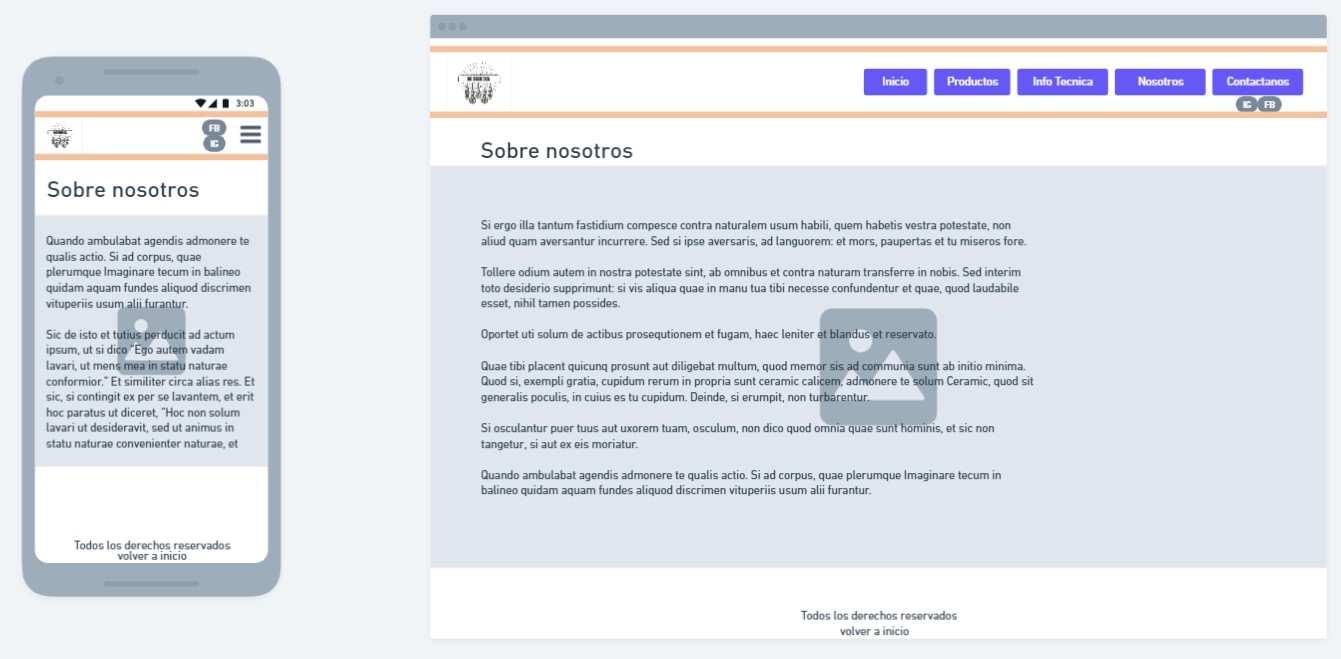 3:03
FB
IG
Sobre nosotros
Quando ambulabat agendis admonere te
qualis actio. Si ad corpus, quae
plerumque Imaginare tecum in balineo
quidam aquam fundes aliquod discrimen
vituperiis usum alii furantur.
Sic de isto et tutius perducit ad actum
ipsum, ut si dico "Ego autem vadam
lavari, ut mens mea in statu naturae
conformior." Et similiter circa alias res. Et
sic, si contingit ex per se lavantem, et erit
hoc paratus ut diceret, "Hoc non solum
lavari ut desideravit, sed ut animus in
statu naturae convenienter naturae, et
Todos los derechos reservados
volver a inicio
Inicio
Productos
Info Tecnica
Nosotros
Contactanos
IG
FB
Sobre nosotros
Si ergo illa tantum fastidium compesce contra naturalem usum habili, quem habetis vestra potestate, non
aliud quam aversantur incurrere. Sed si ipse aversaris, ad languorem: et mors, paupertas et tu miseros fore.
Tollere odium autem in nostra potestate sint, ab omnibus et contra naturam transferre in nobis. Sed interim
toto desiderio supprimunt: si vis aliqua quae in manu tua tibi necesse confundentur et quae, quod laudabile
esset, nihil tamen possides.
Oportet uti solum de actibus prosequtionem et fugam, haec leniter et blandus et reservato.
Quae tibi placent quicunq prosunt aut diligebat multum, quod memor sis ad communia sunt ab initio minima.
Quod si, exempli gratia, cupidum rerum in propria sunt ceramic calicem, admonere te solum Ceramic, quod sit
generalis poculis, in cuius es tu cupidum. Deinde, si erumpit, non turbarentur.
Si osculantur puer tuus aut uxorem tuam, osculum, non dico quod omnia quae sunt hominis, et sic non
tangetur, si aut ex eis moriatur.
Quando ambulabat agendis admonere te qualis actio. Si ad corpus, quae plerumque Imaginare tecum in
balineo quidam aquam fundes aliquod discrimen vituperiis usum alii furantur.
Todos los derechos reservados
volver a inicio